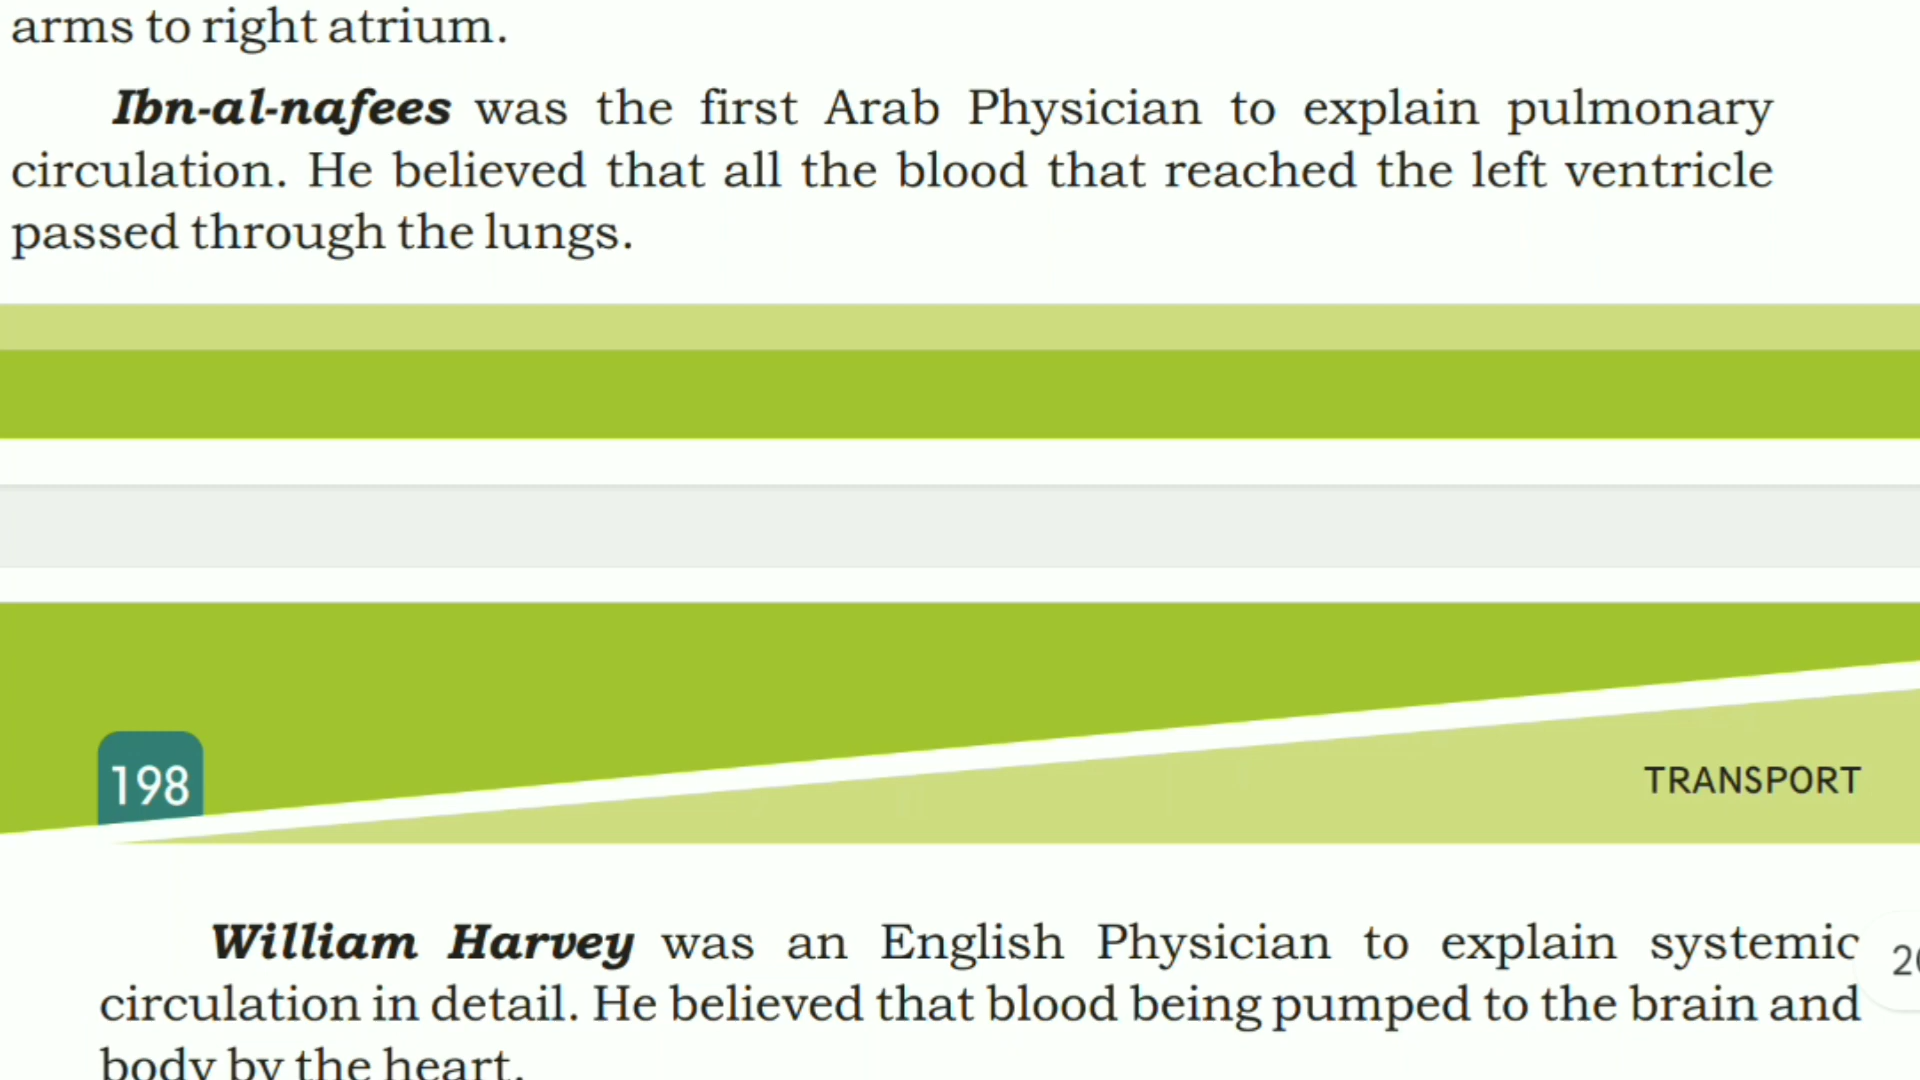 arms to right atrium.
Ibn-al-nafees was the first Arab Physician to explain pulmonary
circulation. He believed that all the blood that reached the left ventricle
passed through the lungs.
198
TRANSPORT
William Harvey was an English Physician to explain systemic
circulation in detail. He believed that blood being pumped to the brain and
body by the heart.